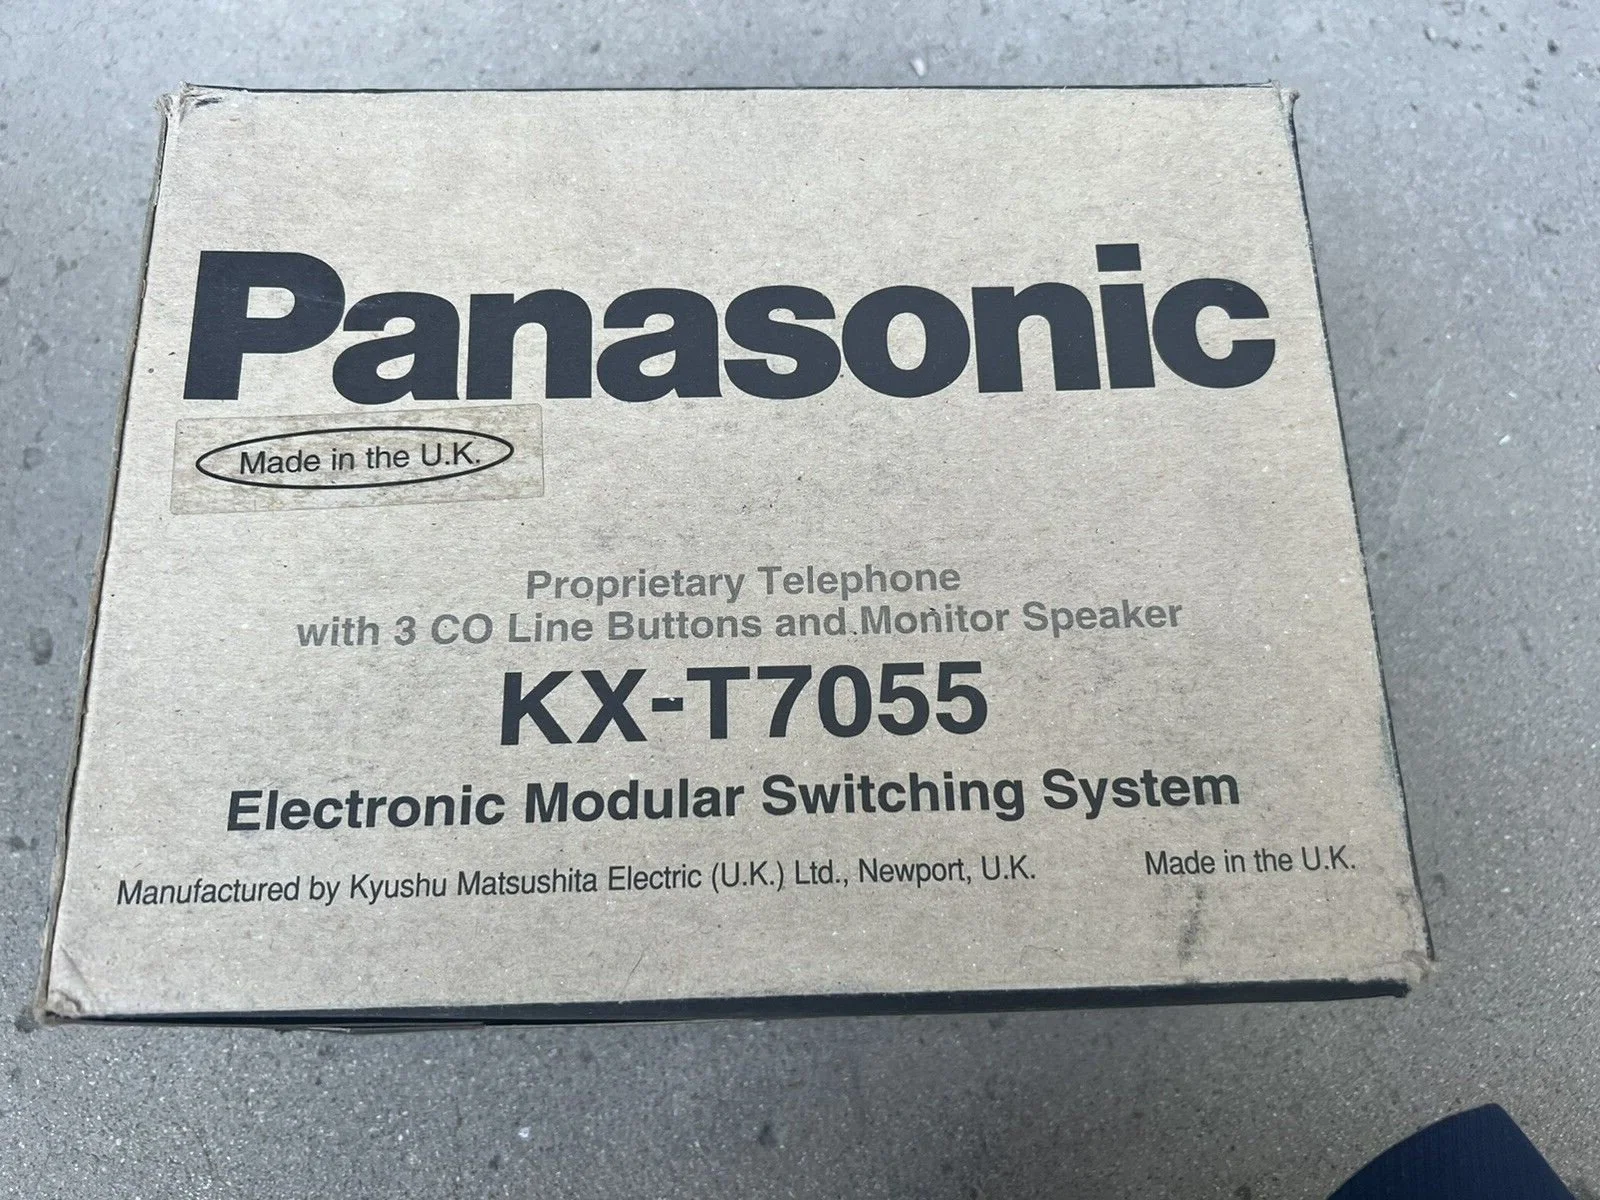 Panasonic
Made in the U.K.
Proprietary Telephone
with 3 CO Line Buttons and Monitor Speaker
KX-T7055
Electronic Modular Switching System
Manufactured by Kyushu Matsushita Electric (U.K.) Ltd., Newport, U.K. Made in the U.K.